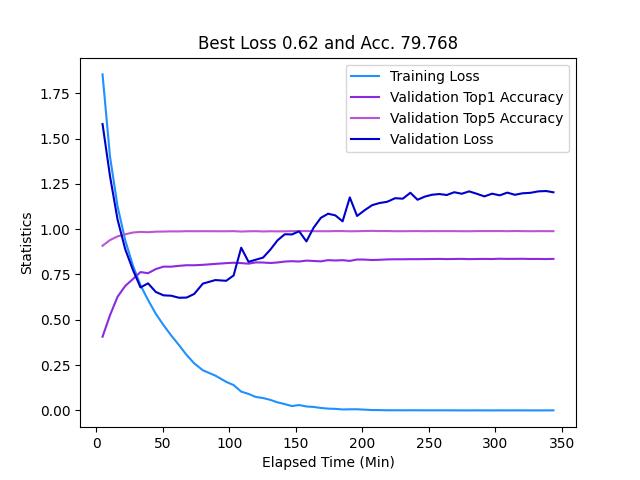 Best Loss 0.62 and Acc. 79.768
Training Loss
Validation Top1 Accuracy
Validation Top5 Accuracy
Validation Loss
Statistics
1.75
1.50
1.25
1.00
0.75
0.50
0.25
0.00
0 50 100 150 200 250 300 350
Elapsed Time (Min)